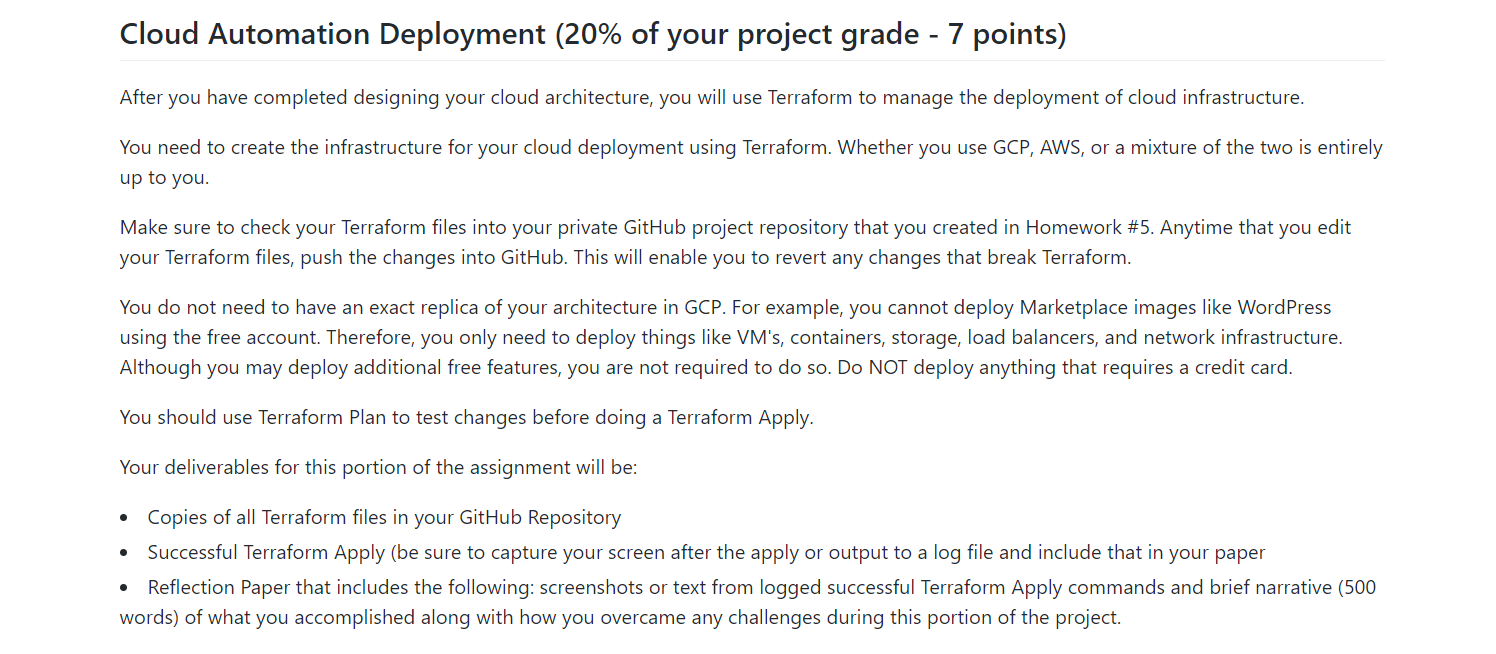 Cloud Automation Deployment (20% of your project grade - 7 points)
After you have completed designing your cloud architecture, you will use Terraform to manage the deployment of cloud infrastructure.
You need to create the infrastructure for your cloud deployment using Terraform. Whether you use GCP, AWS, or a mixture of the two is entirely
up to you.
Make sure to check your Terraform files into your private GitHub project repository that you created in Homework #5. Anytime that you edit
your Terraform files, push the changes into GitHub. This will enable you to revert any changes that break Terraform.
You do not need to have an exact replica of your architecture in GCP. For example, you cannot deploy Marketplace images like WordPress
using the free account. Therefore, you only need to deploy things like VM's, containers, storage, load balancers, and network infrastructure.
Although you may deploy additional free features, you are not required to do so. Do NOT deploy anything that requires a credit card.
You should use Terraform Plan to test changes before doing a Terraform Apply.
Your deliverables for this portion of the assignment will be:
• Copies of all Terraform files in your GitHub Repository
• Successful Terraform Apply (be sure to capture your screen after the apply or output to a log file and include that in your paper
• Reflection Paper that includes the following: screenshots or text from logged successful Terraform Apply commands and brief narrative (500
words) of what you accomplished along with how you overcame any challenges during this portion of the project.